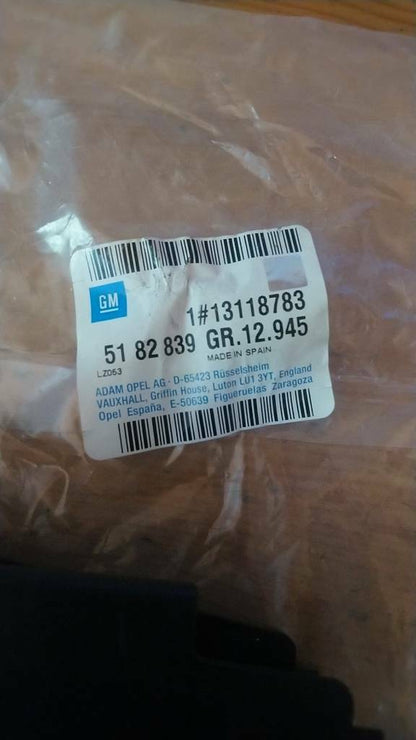 GM
1#13118783
51 82 839 GR.12.945
LZ053
MADE IN SPAIN
ADAM OPEL AG - D-65423 Rüsselsheim
VAUXHALL, Griffin House, Luton LU1 3YT, England
Opel España, E-50639 Figueruelas Zaragoza